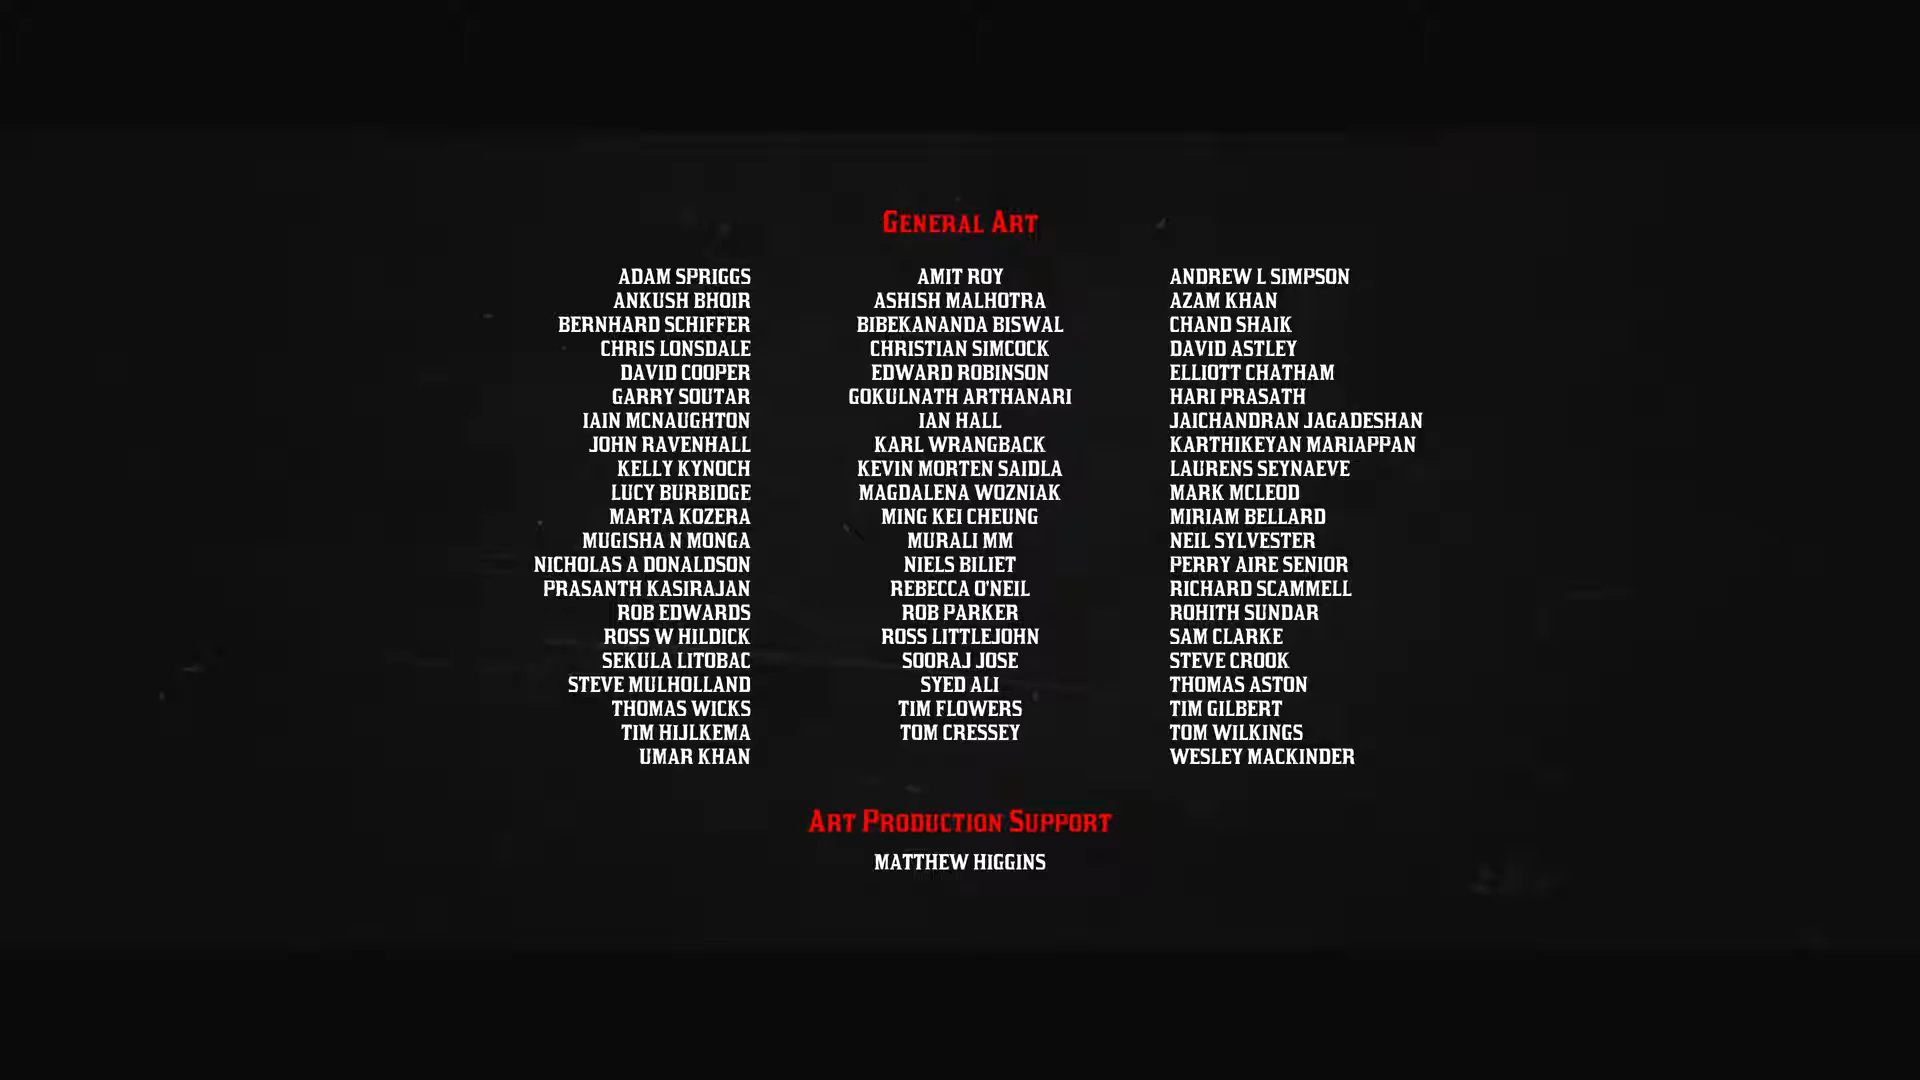 General Art
ADAM SPRIGGS AMIT ROY ANDREW L SIMPSON
ANKUSH BHOIR ASHISH MALHOTRA AZAM KHAN
BERNHARD SCHIFFER BIBEKANANDA BISWAL CHAND SHAIK
CHRIS LONSDALE CHRISTIAN SIMCOCK DAVID ASTLEY
DAVID COOPER EDWARD ROBINSON ELLIOTT CHATHAM
GARRY SOUTAR GOKULNATH ARTHANARI HARI PRASATH
IAIN MCNAUGHTON IAN HALL JAICHANDRAN JAGADESHAN
JOHN RAVENHALL KARL WRANGBACK KARTHIKEYAN MARIAPPAN
KELLY KYNOCH KEVIN MORTEN SAIDLA LAURENS SEYNAEVE
LUCY BURBIDGE MAGDALENA WOZNIAK MARK MCLEOD
MARTA KOZERA MING KEI CHEUNG MIRIAM BELLARD
MUGISHA N MONGA MURALI MM NEIL SYLVESTER
NICHOLAS A DONALDSON NIELS BILIET PERRY AIRE SENIOR
PRASANTH KASIRAJAN REBECCA O'NEIL RICHARD SCAMMELL
ROB EDWARDS ROB PARKER ROHITH SUNDAR
ROSS W HILDICK ROSS LITTLEJOHN SAM CLARKE
SEKULA LITOBAC SOORAJ JOSE STEVE CROOK
STEVE MULHOLLAND SYED ALI THOMAS ASTON
THOMAS WICKS TIM FLOWERS TIM GILBERT
TIM HIJLKEMA TOM CRESSEY TOM WILKINGS
UMAR KHAN WESLEY MACKINDER
Art Production Support
MATTHEW HIGGINS